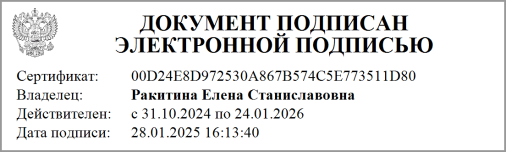 ДОКУМЕНТ ПОДПИСАН
ЭЛЕКТРОННОЙ ПОДПИСЬЮ
Сертификат: 00D24E8D972530A867B574C5E773511D80
Владелец: Ракитина Елена Станиславовна
Действителен: с 31.10.2024 по 24.01.2026
Дата подписи: 28.01.2025 16:13:40